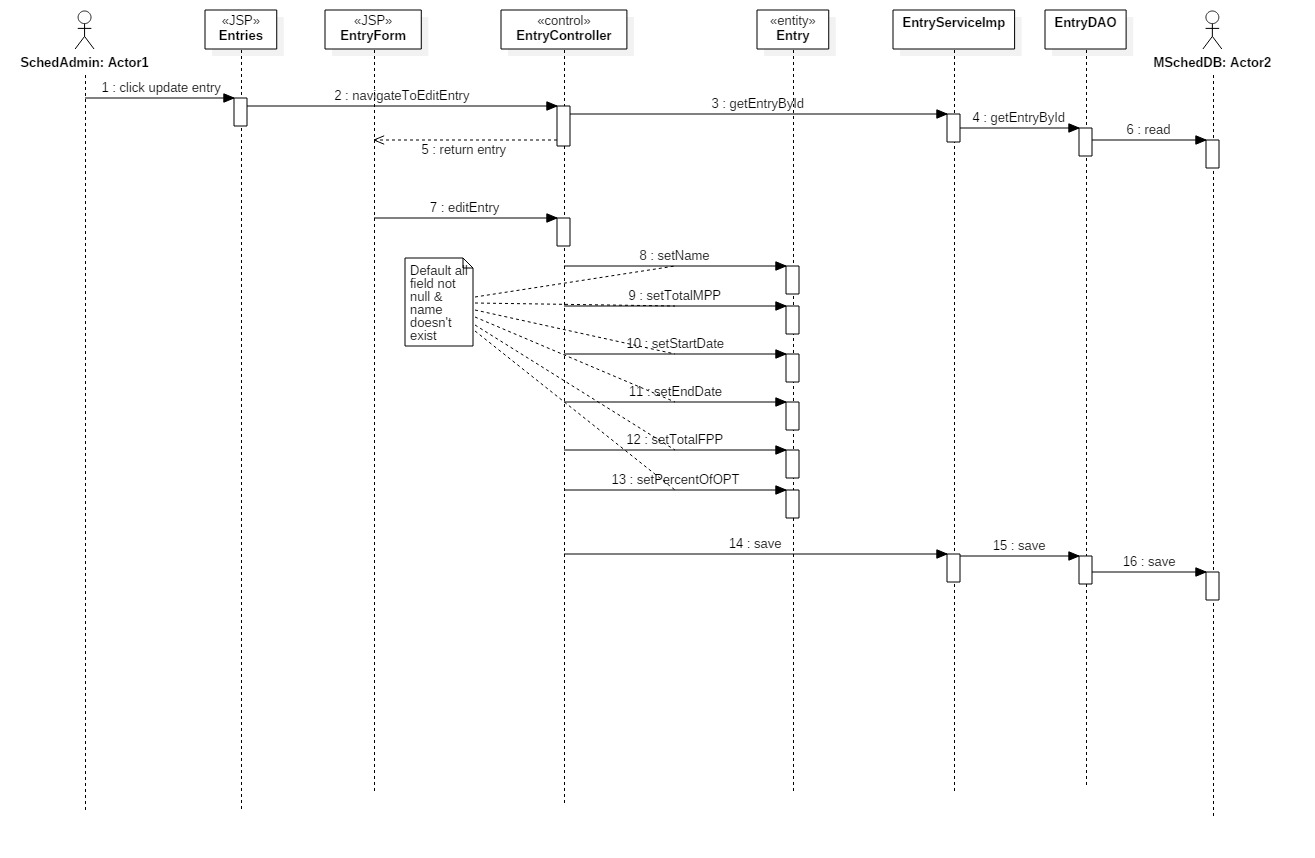 «JSP»
Entries
«JSP»
EntryForm
«control»
EntryController
«entity»
Entry
EntryServiceImp
EntryDAO
SchedAdmin: Actor1
MSchedDB: Actor2
1 : click update entry
2 : navigateToEditEntry
3 : getEntryById
4 : getEntryById
6 : read
5 : return entry
7 : editEntry
8 : setName
Default all
field not
null &
name
doesn't
exist
9 : setTotalMPP
10 : setStartDate
11 : setEndDate
12 : setTotalFPP
13 : setPercentOfOPT
14 : save
15 : save
16 : save